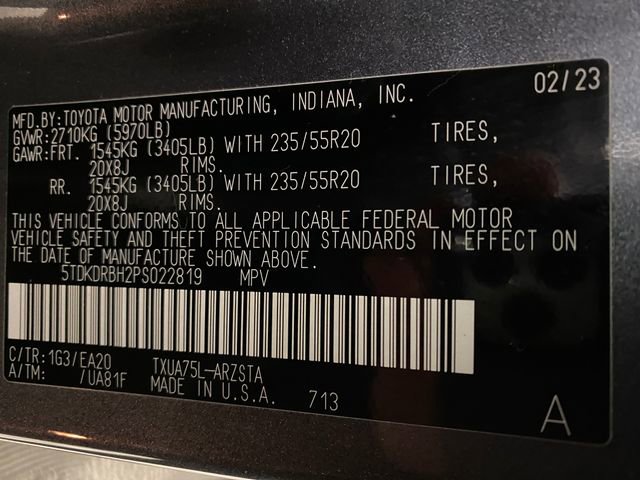 02/23
MFD.BY:TOYOTA MOTOR MANUFACTURING, INDIANA, INC.
GVWR:2710KG (5970LB)
GAWR:FRT. 1545KG (3405LB) WITH 235/55R20 TIRES,
20X8J RIMS.
RR. 1545KG (3405LB) WITH 235/55R20 TIRES,
20X8J RIMS.
THIS VEHICLE CONFORMS TO ALL APPLICABLE FEDERAL MOTOR
VEHICLE SAFETY AND THEFT PREVENTION STANDARDS IN EFFECT ON
THE DATE OF MANUFACTURE SHOWN ABOVE.
5TDKDRBH2PS022819 MPV
C/TR:1G3/EA20 TXUA75L-ARZSTA
A/TM: /UA81F MADE IN U.S.A. 713
A